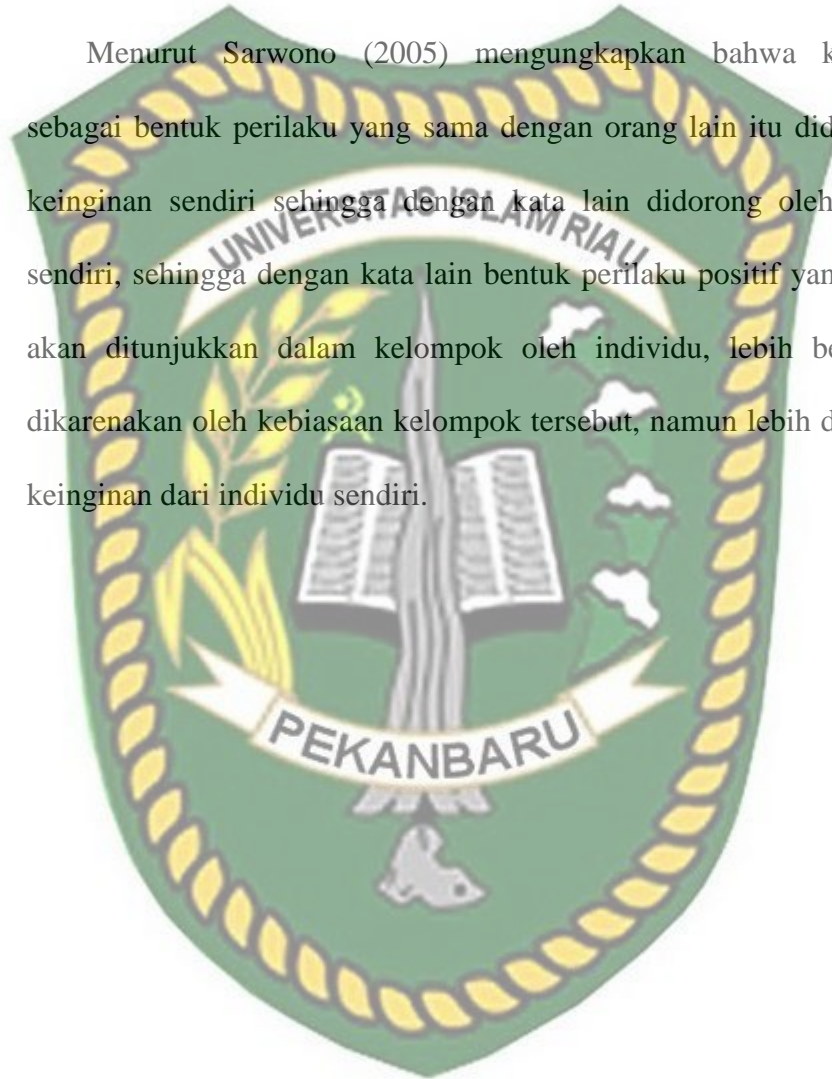 Menurut Sarwono (2005) mengungkapkan bahwa k
sebagai bentuk perilaku yang sama dengan orang lain itu did
keinginan sendiri sehingga dengan kata lain didorong oleh
UNIVERSITAS ISLAM RIAU
sendiri, sehingga dengan kata lain bentuk perilaku positif yan
akan ditunjukkan dalam kelompok oleh individu, lebih be
dikarenakan oleh kebiasaan kelompok tersebut, namun lebih d
keinginan dari individu sendiri.
PEKANBARU